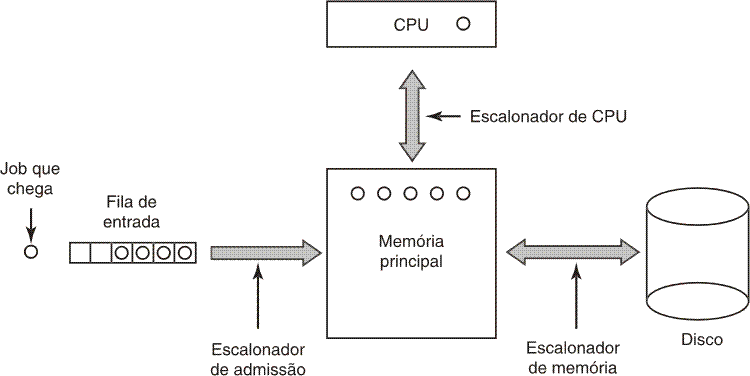 CPU
Escalonador de CPU
Job que
chega
Fila de
entrada
Memória
principal
Escalonador
de admissão
Escalonador
de memória
Disco